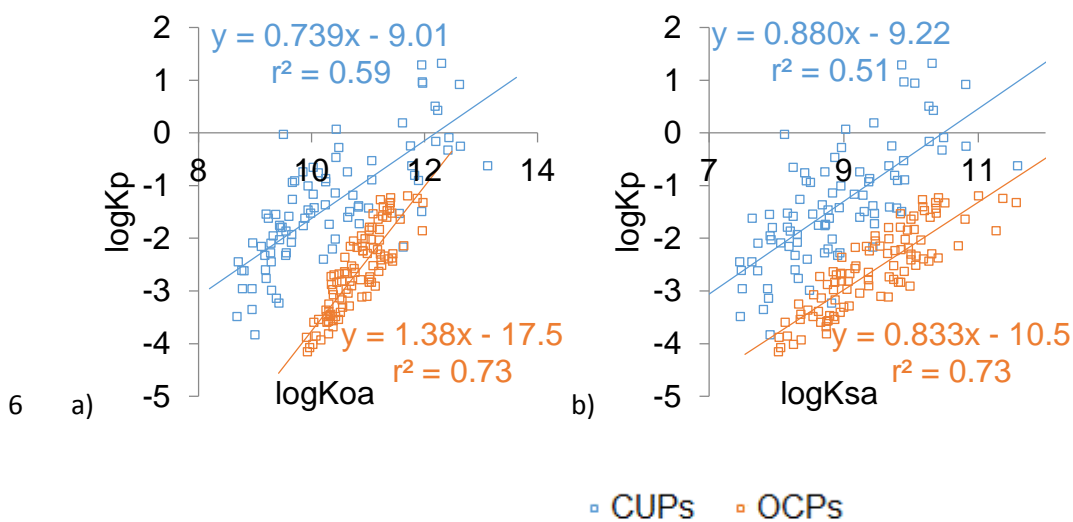 2
y = 0.739x - 9.01
r² = 0.59
1
0
8
10
12
14
-1
-2
-3
-4
-5
logKp
y = 1.38x - 17.5
r² = 0.73
logKoa
6
a)
2
y = 0.880x - 9.22
r² = 0.51
1
0
7
9
11
-1
-2
-3
-4
-5
logKp
y = 0.833x - 10.5
r² = 0.73
logKsa
b)
CUPs
OCPs